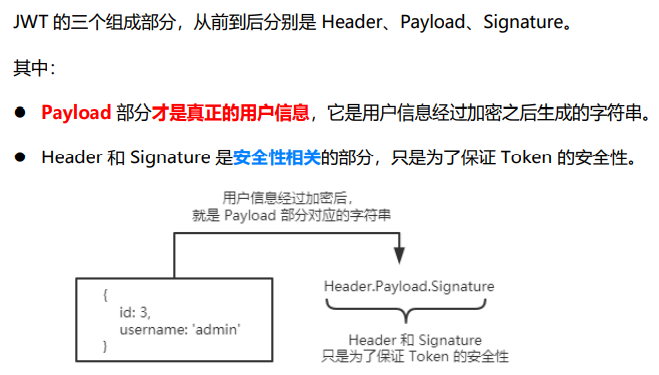 JWT 的三个组成部分，从前到后分别是 Header、Payload、Signature。
其中：
● Payload 部分才是真正的用户信息，它是用户信息经过加密之后生成的字符串。
● Header 和 Signature 是安全性相关的部分，只是为了保证 Token 的安全性。
用户信息经过加密后，
就是 Payload 部分对应的字符串
{
id: 3,
username: 'admin'
}
Header.Payload.Signature
Header 和 Signature
只是为了保证 Token 的安全性